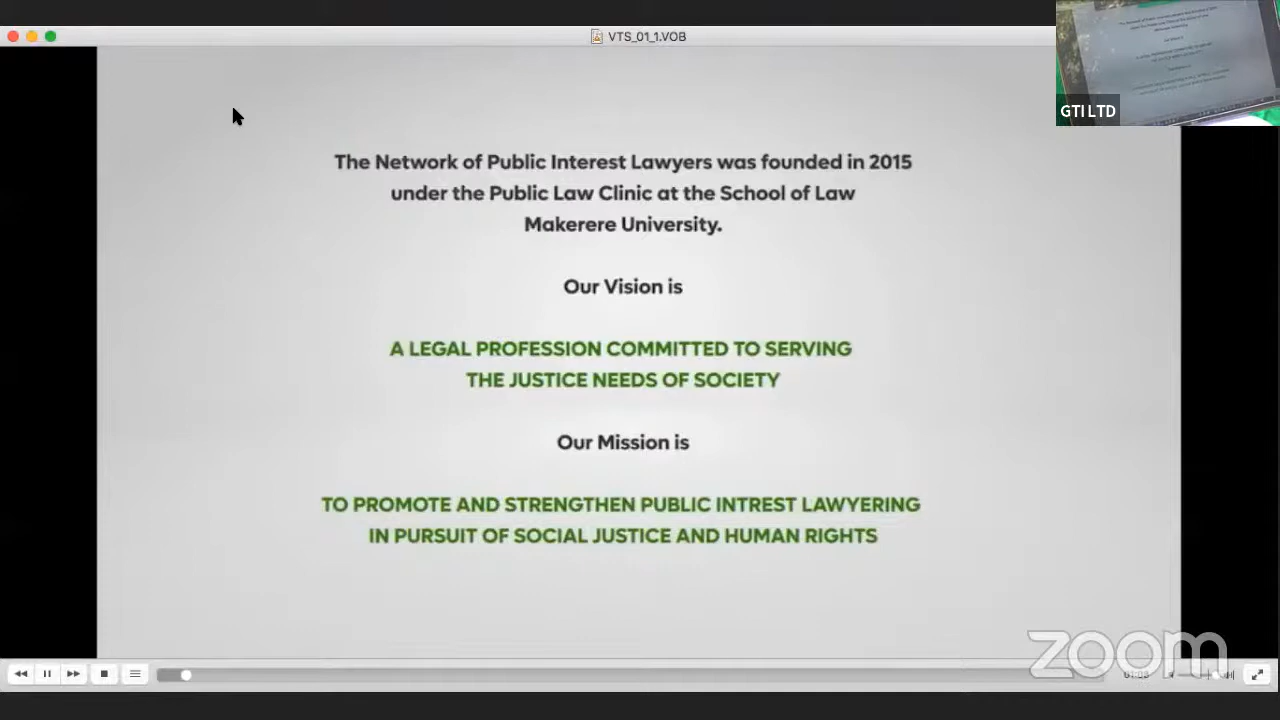 VTS_01_1.VOB
GTI LTD
The Network of Public Interest Lawyers was founded in 2015
under the Public Law Clinic at the School of Law
Makerere University.
Our Vision is
A LEGAL PROFESSION COMMITTED TO SERVING
THE JUSTICE NEEDS OF SOCIETY
Our Mission is
TO PROMOTE AND STRENGTHEN PUBLIC INTREST LAWYERING
IN PURSUIT OF SOCIAL JUSTICE AND HUMAN RIGHTS
zoom
01:03